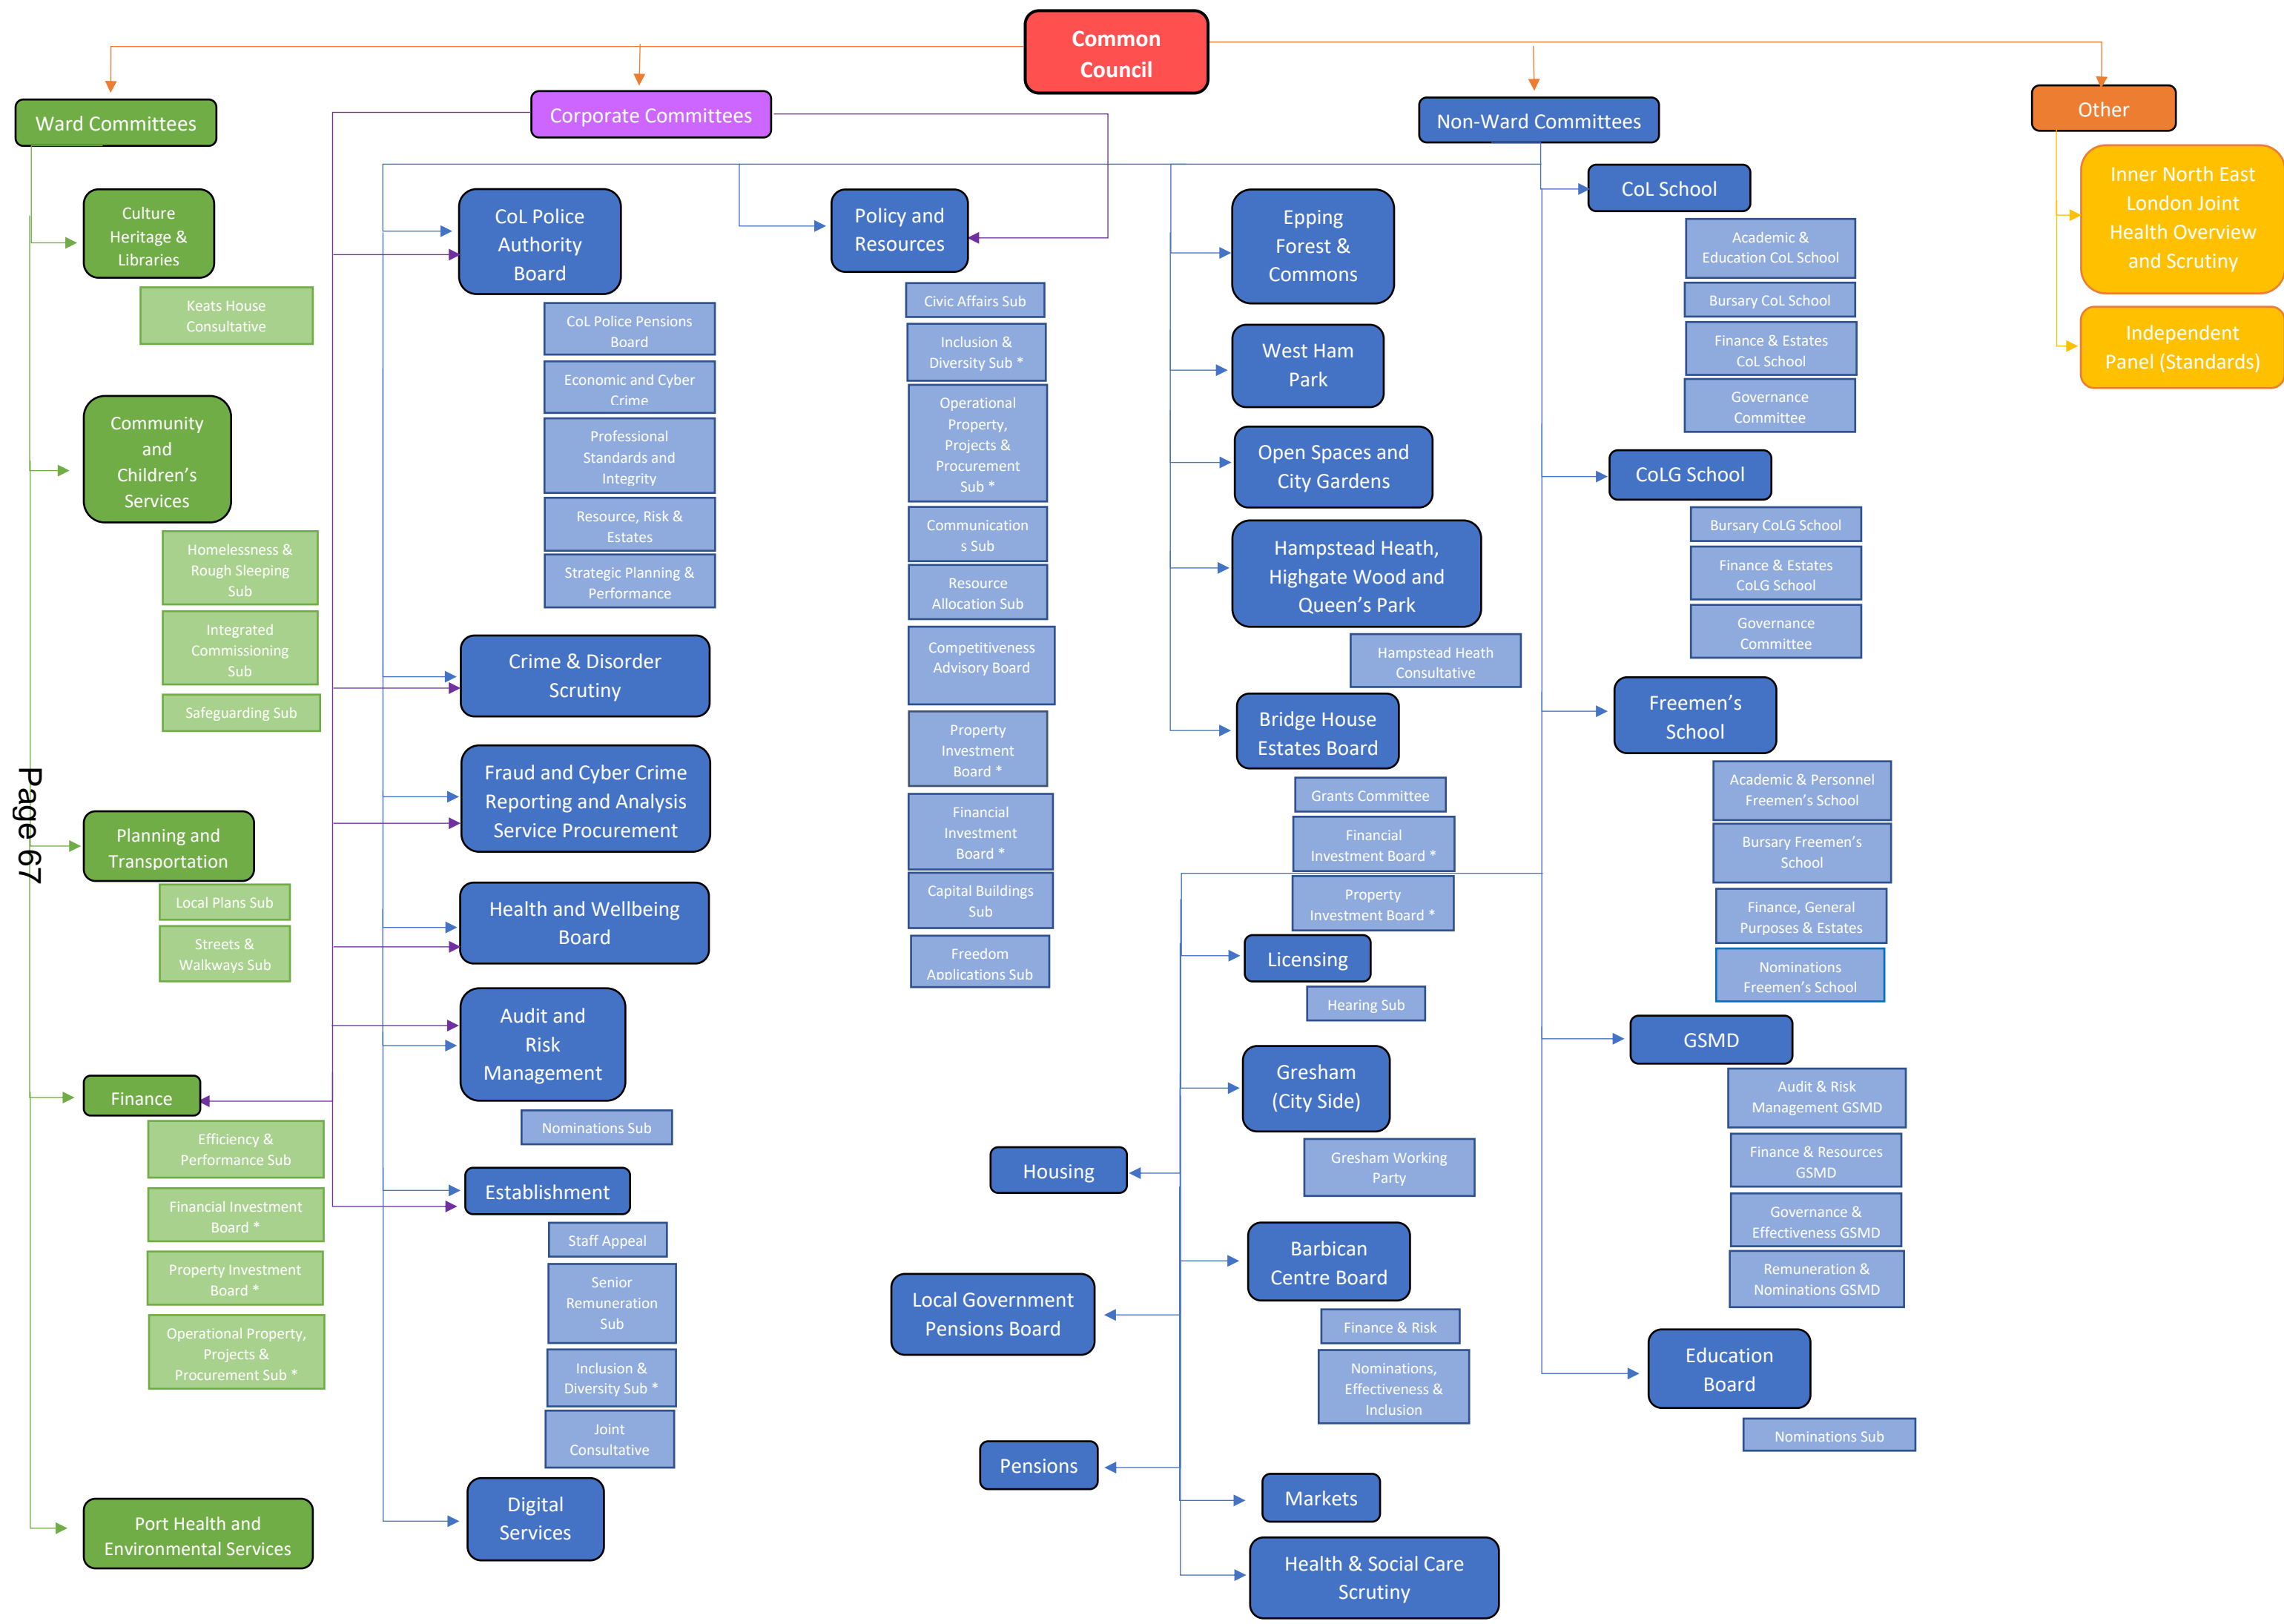 Common
Council
Ward Committees
Corporate Committees
Non-Ward Committees
Other
Culture
Heritage &
Libraries
Keats House
Consultative
Community
and
Children’s
Services
Homelessness &
Rough Sleeping
Sub
Integrated
Commissioning
Sub
Safeguarding Sub
Planning and
Transportation
Local Plans Sub
Streets &
Walkways Sub
Finance
Efficiency &
Performance Sub
Financial Investment
Board *
Property Investment
Board *
Operational Property,
Projects &
Procurement Sub *
Port Health and
Environmental Services
Page 67
CoL Police
Authority
Board
CoL Police Pensions
Board
Economic and Cyber
Crime
Professional
Standards and
Integrity
Resource, Risk &
Estates
Strategic Planning &
Performance
Crime & Disorder
Scrutiny
Fraud and Cyber Crime
Reporting and Analysis
Service Procurement
Health and Wellbeing
Board
Audit and
Risk
Management
Nominations Sub
Establishment
Staff Appeal
Senior
Remuneration
Sub
Inclusion &
Diversity Sub *
Joint
Consultative
Digital
Services
Policy and
Resources
Civic Affairs Sub
Inclusion &
Diversity Sub *
Operational
Property,
Projects &
Procurement
Sub *
Communication
s Sub
Resource
Allocation Sub
Competitiveness
Advisory Board
Property
Investment
Board *
Financial
Investment
Board *
Capital Buildings
Sub
Freedom
Applications Sub
Housing
Local Government
Pensions Board
Pensions
Epping
Forest &
Commons
West Ham
Park
Open Spaces and
City Gardens
Hampstead Heath,
Highgate Wood and
Queen’s Park
Hampstead Heath
Consultative
Bridge House
Estates Board
Grants Committee
Financial
Investment Board *
Property
Investment Board *
Licensing
Hearing Sub
Gresham
(City Side)
Gresham Working
Party
Barbican
Centre Board
Finance & Risk
Nominations,
Effectiveness &
Inclusion
Markets
Health & Social Care
Scrutiny
CoL School
Academic &
Education CoL School
Bursary CoL School
Finance & Estates
CoL School
Governance
Committee
CoLG School
Bursary CoLG School
Finance & Estates
CoLG School
Governance
Committee
Freemen’s
School
Academic & Personnel
Freemen’s School
Bursary Freemen’s
School
Finance, General
Purposes & Estates
Nominations
Freemen’s School
GSMD
Audit & Risk
Management GSMD
Finance & Resources
GSMD
Governance &
Effectiveness GSMD
Remuneration &
Nominations GSMD
Education
Board
Nominations Sub
Inner North East
London Joint
Health Overview
and Scrutiny
Independent
Panel (Standards)